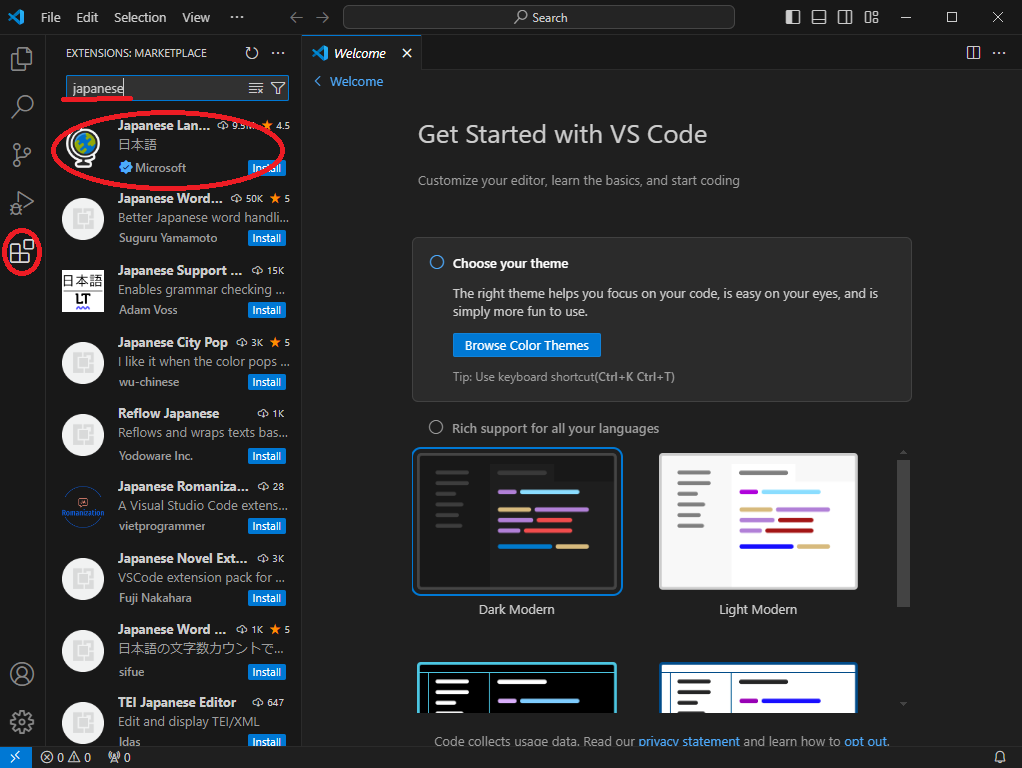 File Edit Selection View ··· Search
EXTENSIONS: MARKETPLACE
japanese
Japanese Lan... 9.5M 4.5
日本語
Microsoft
Install
Japanese Word... 50K 5
Better Japanese word handli...
Suguru Yamamoto
Install
日本語
LT
Japanese Support ... 15K
Enables grammar checking ...
Adam Voss
Install
Japanese City Pop 3K 5
I like it when the color pops ...
wu-chinese
Install
Reflow Japanese 1K
Reflows and wraps texts bas...
Yodoware Inc.
Install
Romanization
Japanese Romaniza... 28
A Visual Studio Code extens...
vietprogrammer
Install
Japanese Novel Ext... 3K
VSCode extension pack for ...
Fuji Nakahara
Install
Japanese Word ... 1K 5
日本語の文字数カウントで...
sifue
Install
TEI Japanese Editor 647
Edit and display TEI/XML
ldas
Install
Welcome
Welcome
Get Started with VS Code
Customize your editor, learn the basics, and start coding
Choose your theme
The right theme helps you focus on your code, is easy on your eyes, and is
simply more fun to use.
Browse Color Themes
Tip: Use keyboard shortcut(Ctrl+K Ctrl+T)
Rich support for all your languages
Dark Modern
Light Modern
Code collects usage data. Read our privacy statement and learn how to opt out.
0 0 0